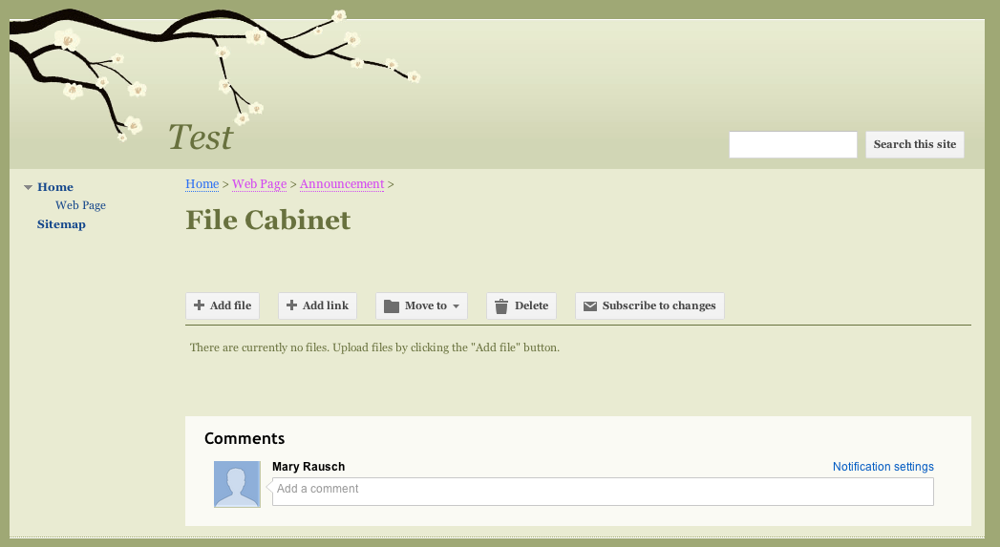 Test
Search this site
Home
Web Page
Sitemap
Home > Web Page > Announcement >
File Cabinet
Add file Add link Move to Delete Subscribe to changes
There are currently no files. Upload files by clicking the "Add file" button.
Comments
Mary Rausch Notification settings
Add a comment